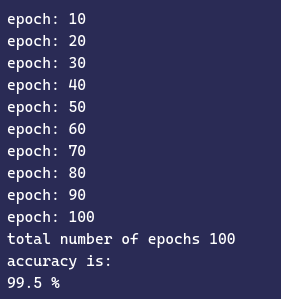 epoch: 10
epoch: 20
epoch: 30
epoch: 40
epoch: 50
epoch: 60
epoch: 70
epoch: 80
epoch: 90
epoch: 100
total number of epochs 100
accuracy is:
99.5 %